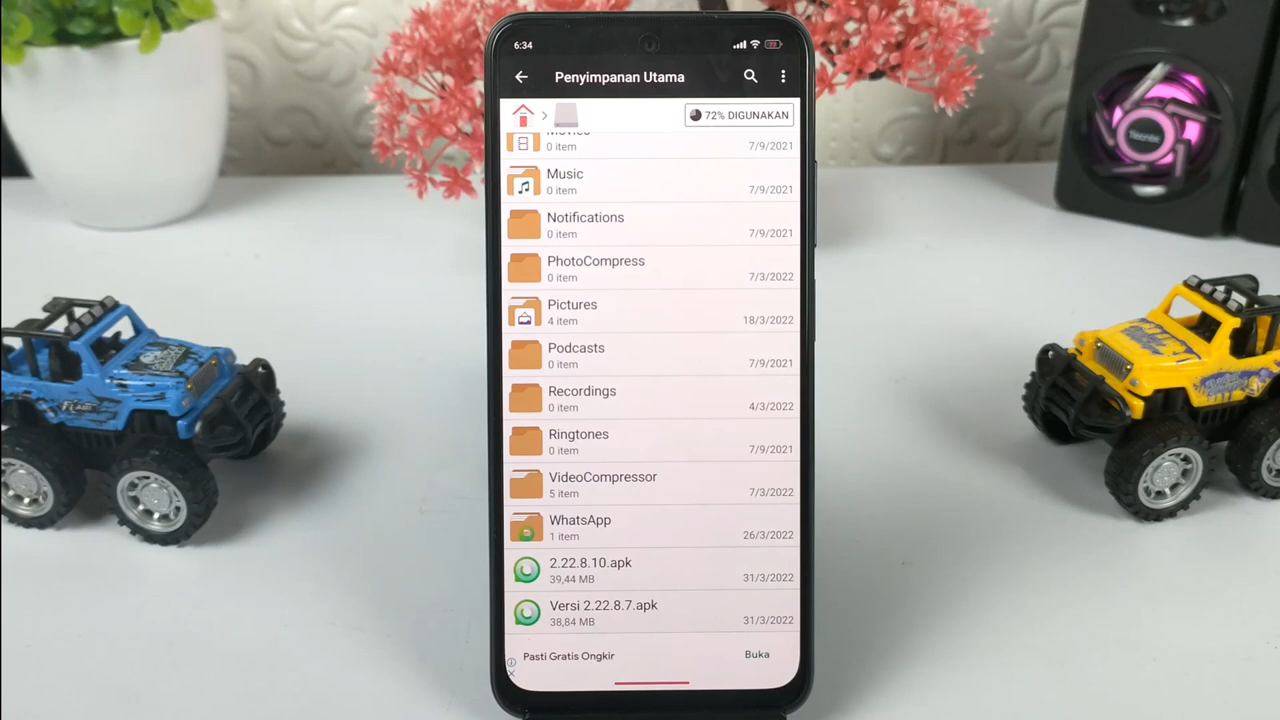 6:34
72
Penyimpanan Utama
72% DIGUNAKAN
Movies
0 item
7/9/2021
Music
0 item
7/9/2021
Notifications
0 item
7/9/2021
PhotoCompress
0 item
7/3/2022
Pictures
4 item
18/3/2022
Podcasts
0 item
7/9/2021
Recordings
0 item
4/3/2022
Ringtones
0 item
7/9/2021
VideoCompressor
5 item
7/3/2022
WhatsApp
1 item
26/3/2022
2.22.8.10.apk
39,44 MB
31/3/2022
Versi 2.22.8.7.apk
38,84 MB
31/3/2022
Pasti Gratis Ongkir
Buka